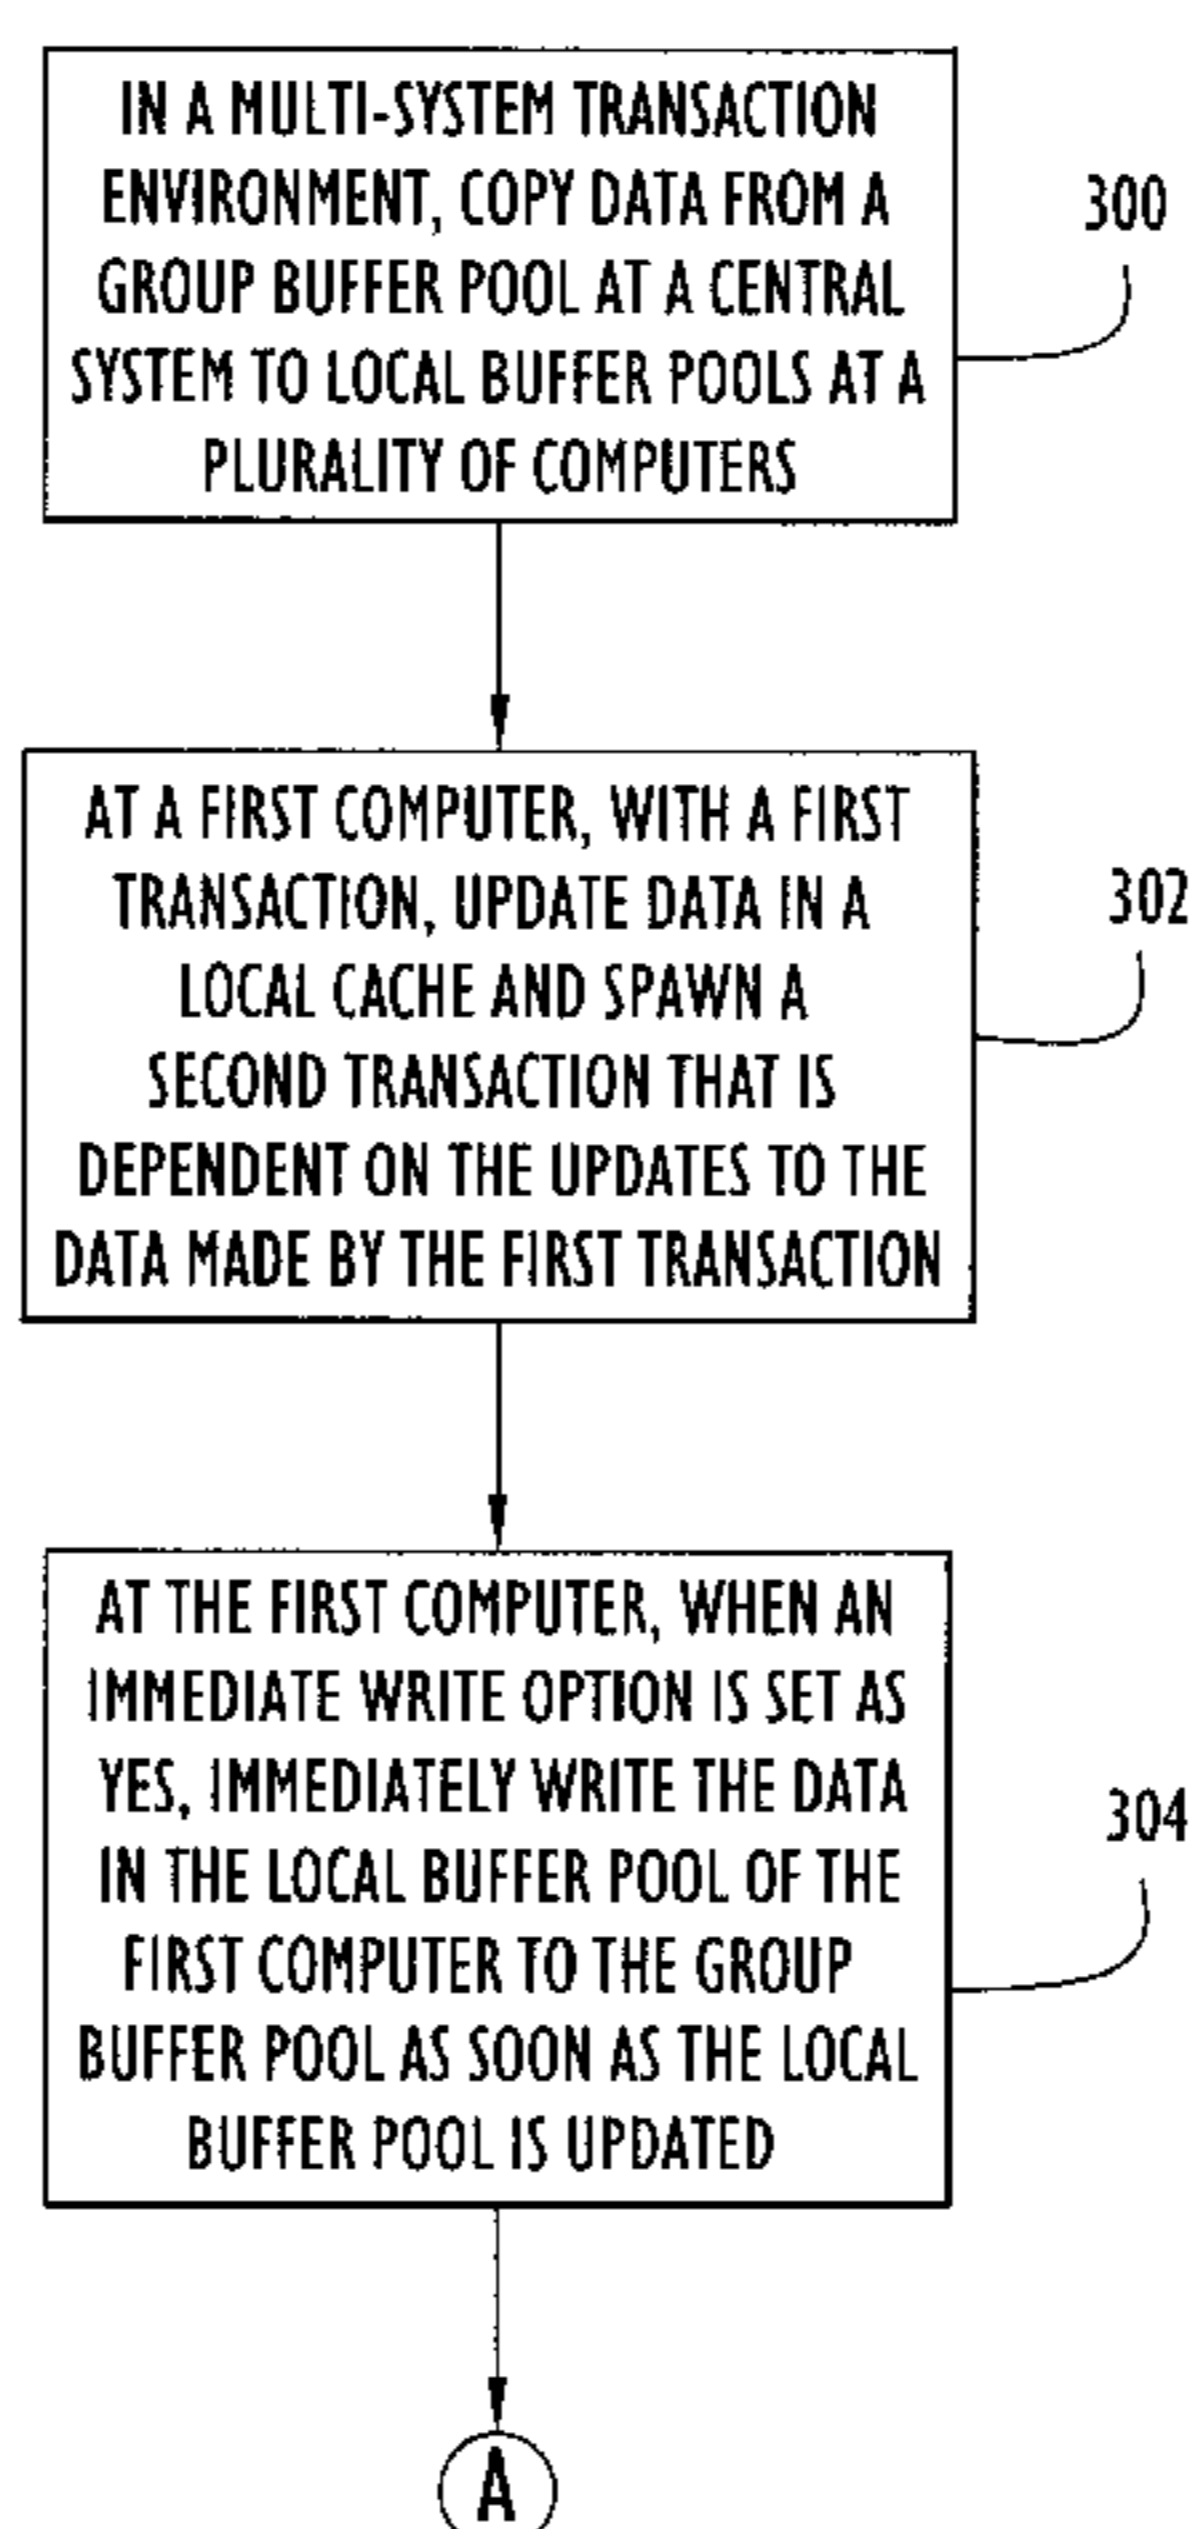 IN A MULTI-SYSTEM TRANSACTION
ENVIRONMENT, COPY DATA FROM A
GROUP BUFFER POOL AT A CENTRAL
SYSTEM TO LOCAL BUFFER POOLS AT A
PLURALITY OF COMPUTERS
300
AT A FIRST COMPUTER, WITH A FIRST
TRANSACTION, UPDATE DATA IN A
LOCAL CACHE AND SPAWN A
SECOND TRANSACTION THAT IS
DEPENDENT ON THE UPDATES TO THE
DATA MADE BY THE FIRST TRANSACTION
302
AT THE FIRST COMPUTER, WHEN AN
IMMEDIATE WRITE OPTION IS SET AS
YES, IMMEDIATELY WRITE THE DATA
IN THE LOCAL BUFFER POOL OF THE
FIRST COMPUTER TO THE GROUP
BUFFER POOL AS SOON AS THE LOCAL
BUFFER POOL IS UPDATED
304
A